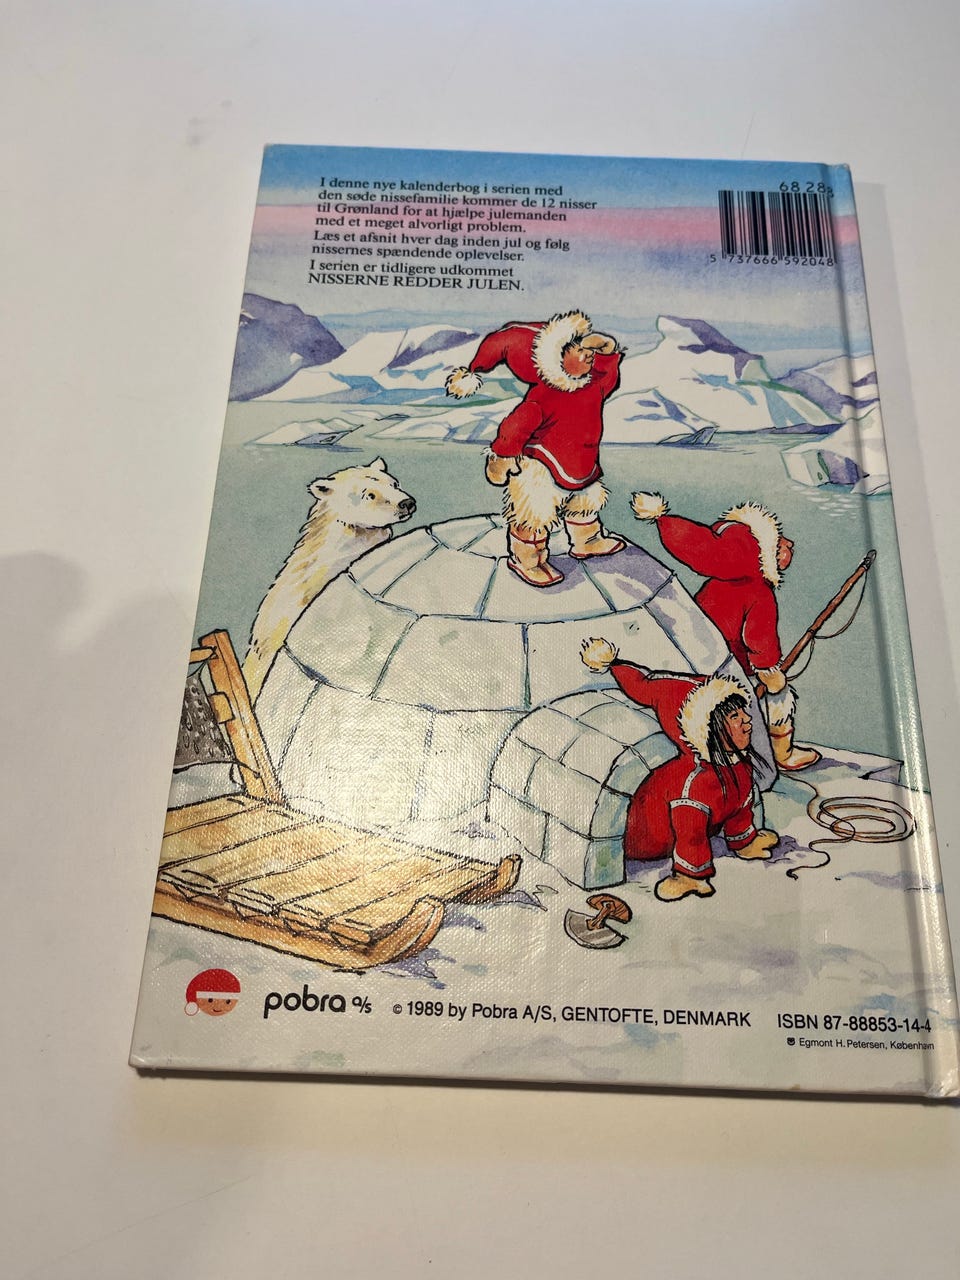 I denne nye kalenderbog i serien med
den søde nissefamilie kommer de 12 nisser
til Grønland for at hjælpe julemanden
med et meget alvorligt problem.
Læs et afsnit hver dag inden jul og følg
nissernes spændende oplevelser.
I serien er tidligere udkommet
NISSERNE REDDER JULEN.
68 28
5 737666 592048
pobra a/s
© 1989 by Pobra A/S, GENTOFTE, DENMARK
ISBN 87-88853-14-4
Egmont H. Petersen, København